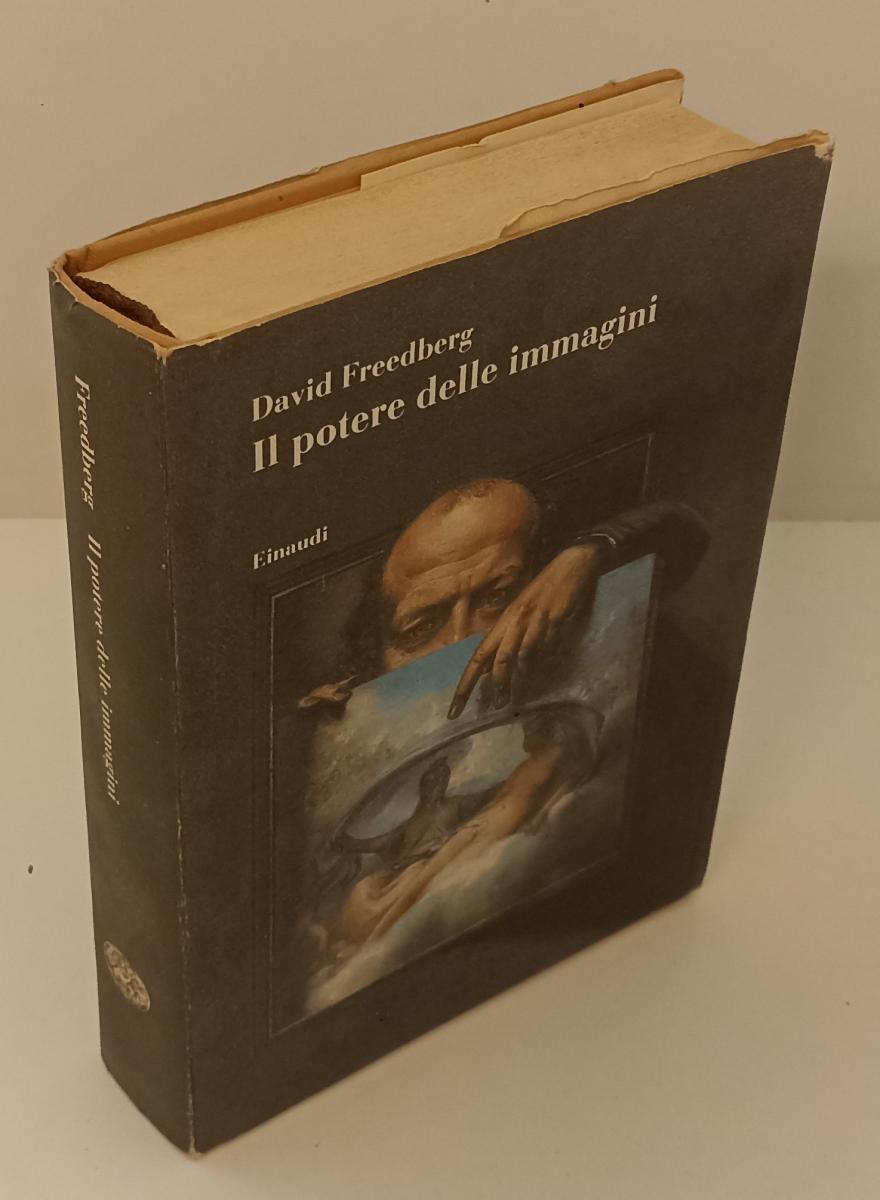 David Freedberg
Il potere delle immagini
Einaudi
Freedberg Il potere delle immagini